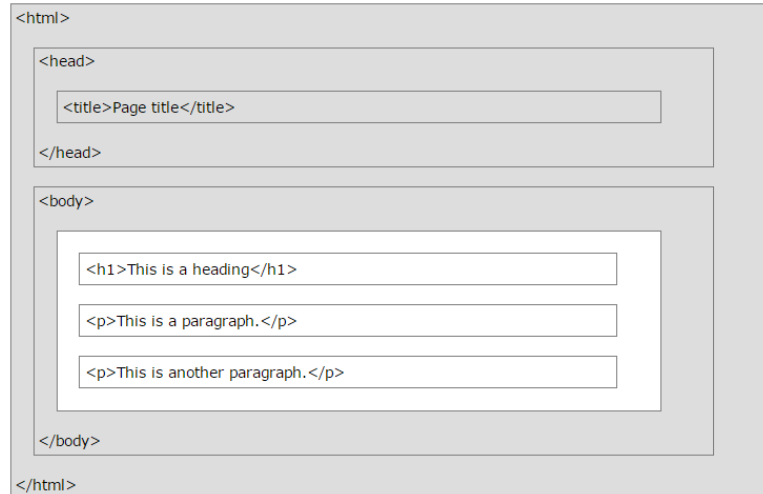 <html>
<head>
<title>Page title</title>
</head>
<body>
<h1>This is a heading</h1>
<p>This is a paragraph.</p>
<p>This is another paragraph.</p>
</body>
</html>